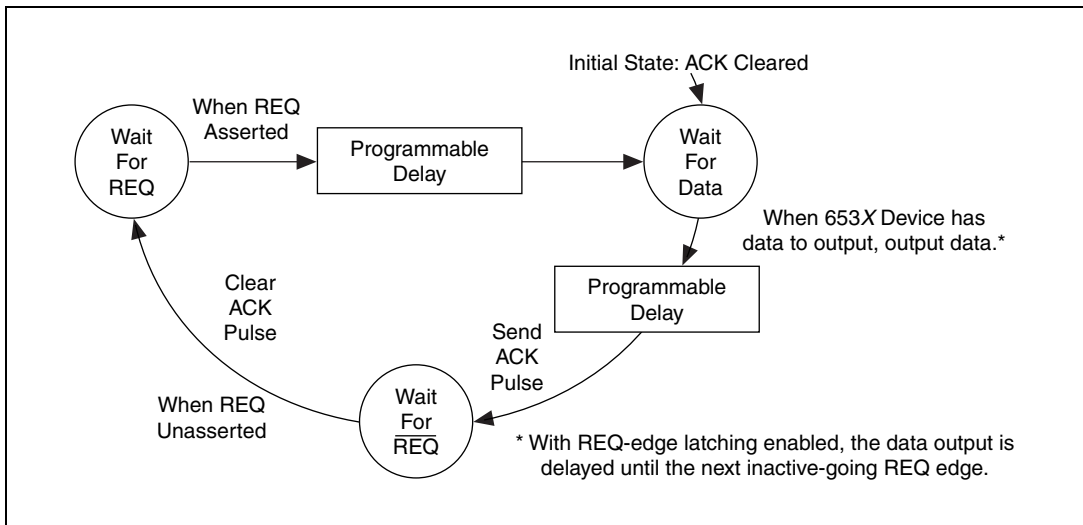 Initial State: ACK Cleared
When REQ
Asserted
Wait
For
REQ
Programmable
Delay
Wait
For
Data
When 653X Device has
data to output, output data.*
Programmable
Delay
Clear
ACK
Pulse
Send
ACK
Pulse
When REQ
Unasserted
Wait
For
R̅E̅Q̅
* With REQ-edge latching enabled, the data output is
delayed until the next inactive-going REQ edge.